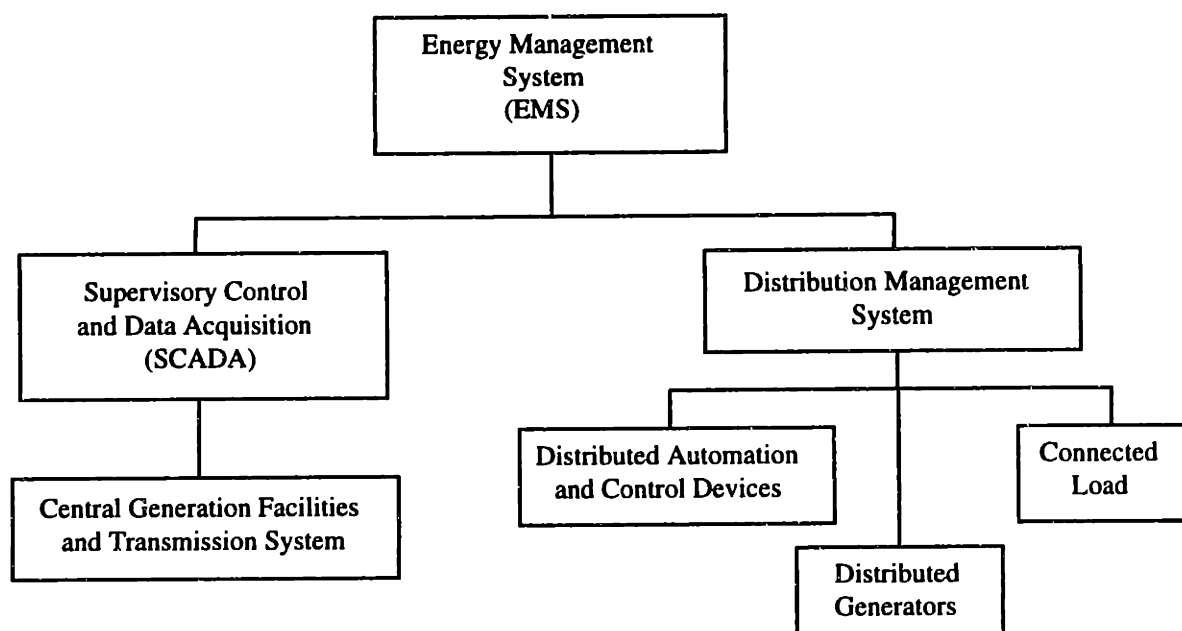 Energy Management
System
(EMS)
Supervisory Control
and Data Acquisition
(SCADA)
Distribution Management
System
Central Generation Facilities
and Transmission System
Distributed Automation
and Control Devices
Connected
Load
Distributed
Generators